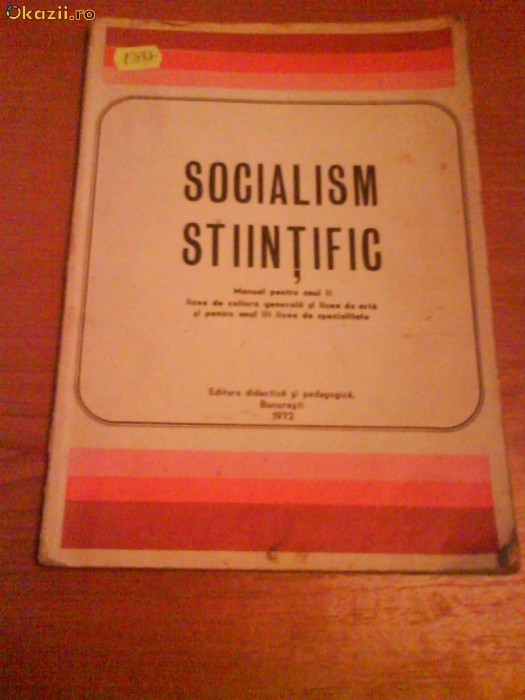 Okazii.ro
SOCIALISM
STIINȚIFIC
Manual pentru anul II
licee de cultură generală și licee de artă
și pentru anul III licee de specialitate
Editura didactică și pedagogică,
București
1972